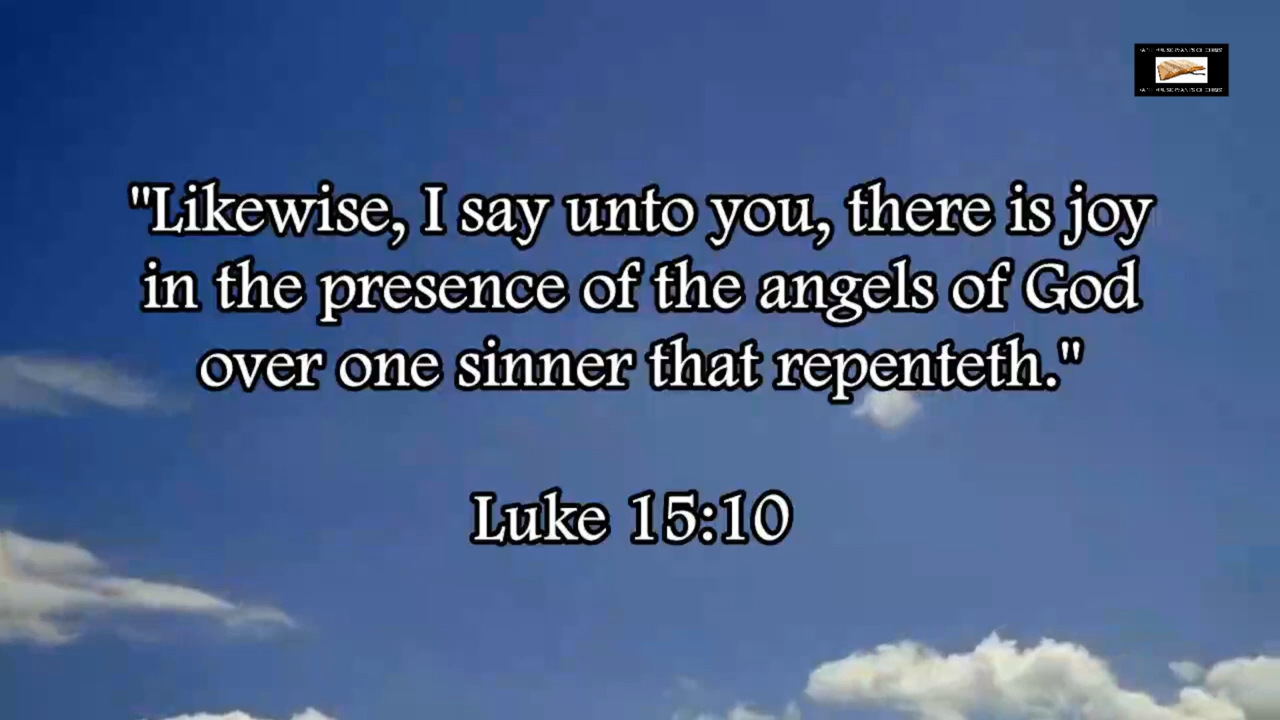 "Likewise, I say unto you, there is joy
in the presence of the angels of God
over one sinner that repenteth."
Luke 15:10